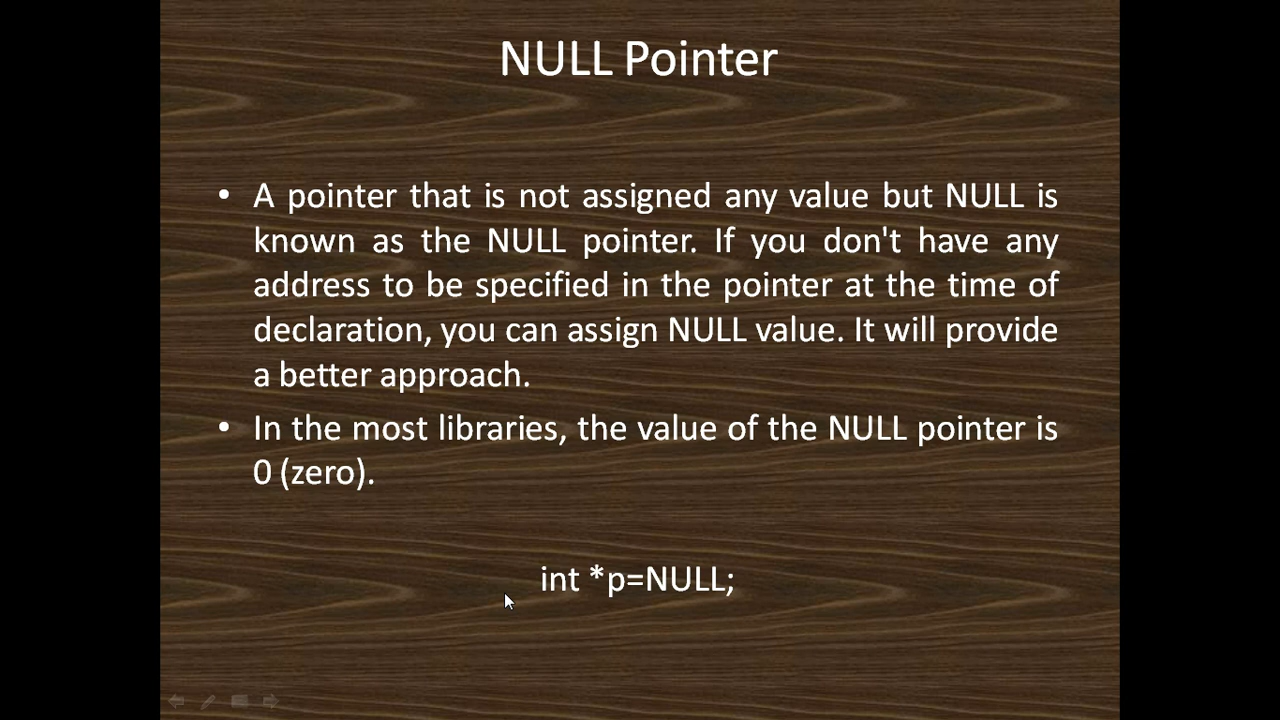 NULL Pointer
• A pointer that is not assigned any value but NULL is
known as the NULL pointer. If you don't have any
address to be specified in the pointer at the time of
declaration, you can assign NULL value. It will provide
a better approach.
• In the most libraries, the value of the NULL pointer is
0 (zero).
int *p=NULL;